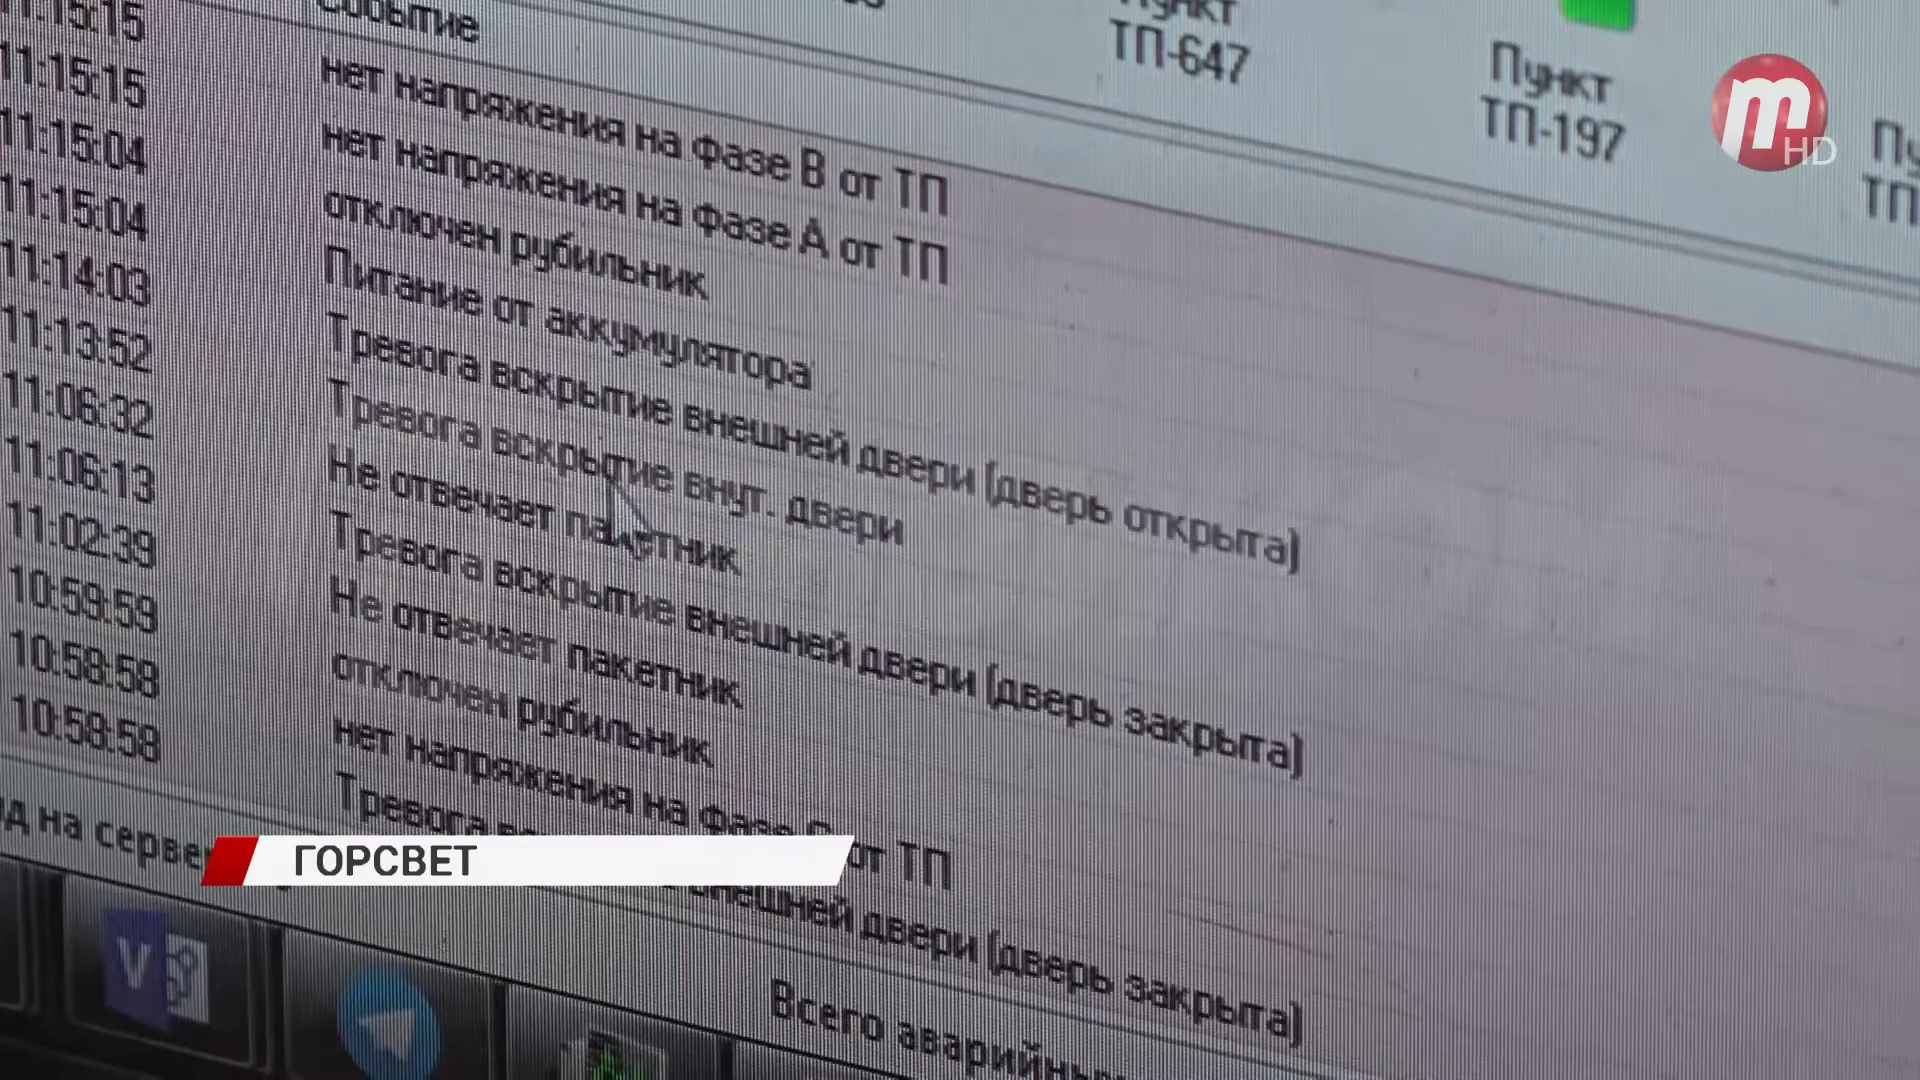 Событие
Пункт
ТП-647
Пункт
ТП-197
ТП
m HD
11:15:15 нет напряжения на Фазе В от ТП
11:15:15 нет напряжения на Фазе А от ТП
11:15:04 отключен рубильник
11:15:04 Питание от аккумулятора
11:14:03 Тревога вскрытие внешней двери (дверь открыта)
11:13:52 Тревога вскрытие внут. двери
11:06:32 Не отвечает пакетник
11:06:13 Тревога вскрытие внешней двери (дверь закрыта)
11:02:39 Не отвечает пакетник
10:59:59 отключен рубильник
10:58:58 нет напряжения на Фазе от ТП
10:58:58 Тревога внешней двери (дверь закрыта)
на
ГОРСВЕТ
Всего
V